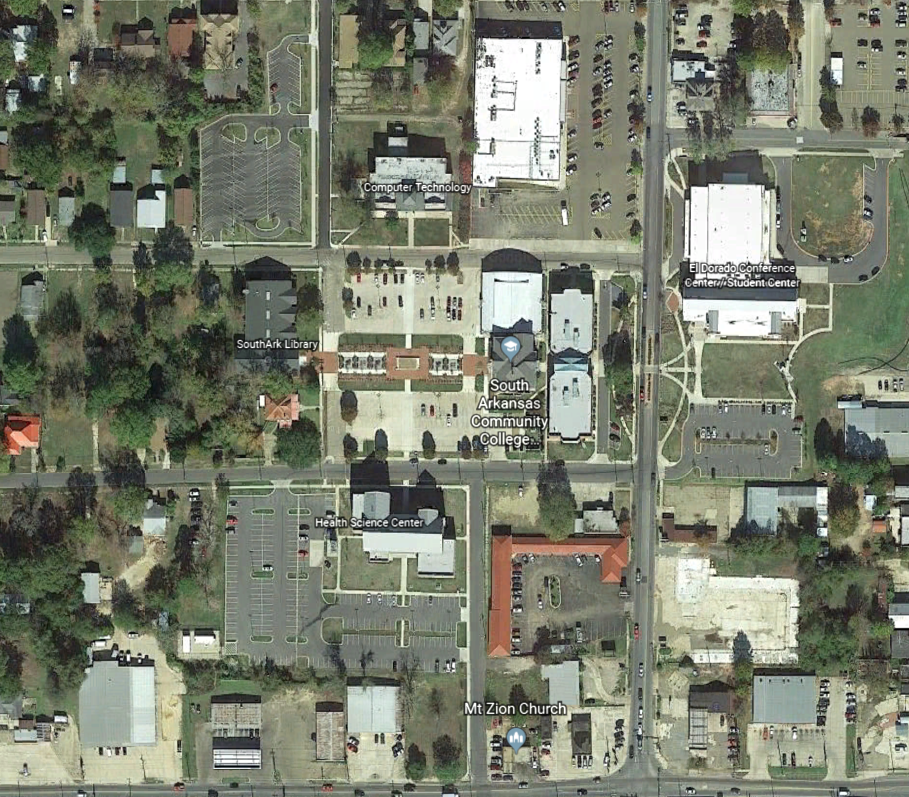 Computer Technology
El Dorado Conference
Center / Student Center
SouthArk Library
South
Arkansas
Community
College...
Health Science Center
Mt Zion Church